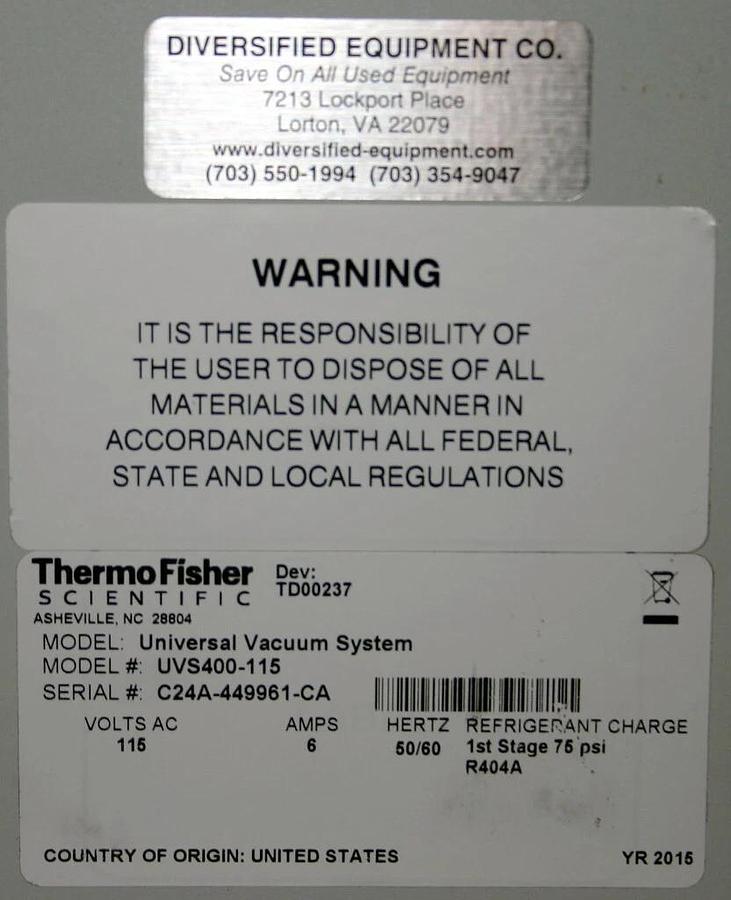 DIVERSIFIED EQUIPMENT CO.
Save On All Used Equipment
7213 Lockport Place
Lorton, VA 22079
www.diversified-equipment.com
(703) 550-1994 (703) 354-9047
WARNING
IT IS THE RESPONSIBILITY OF
THE USER TO DISPOSE OF ALL
MATERIALS IN A MANNER IN
ACCORDANCE WITH ALL FEDERAL,
STATE AND LOCAL REGULATIONS
ThermoFisher
SCIENTIFIC
Dev:
TD00237
ASHEVILLE, NC 28804
MODEL: Universal Vacuum System
MODEL #: UVS400-115
SERIAL #: C24A-449961-CA
VOLTS AC AMPS HERTZ REFRIGERANT CHARGE
115 6 50/60 1st Stage 75 psi
R404A
COUNTRY OF ORIGIN: UNITED STATES YR 2015